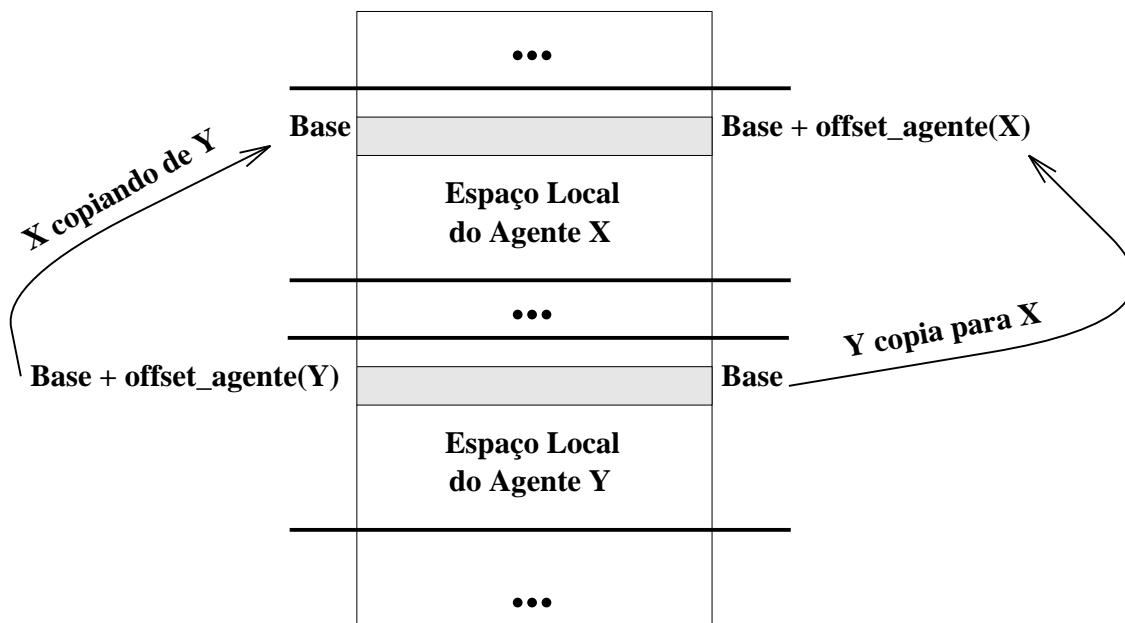 •••
Base
Base + offset_agente(X)
X copiando de Y
Espaço Local
do Agente X
•••
Y copia para X
Base + offset_agente(Y)
Base
Espaço Local
do Agente Y
•••